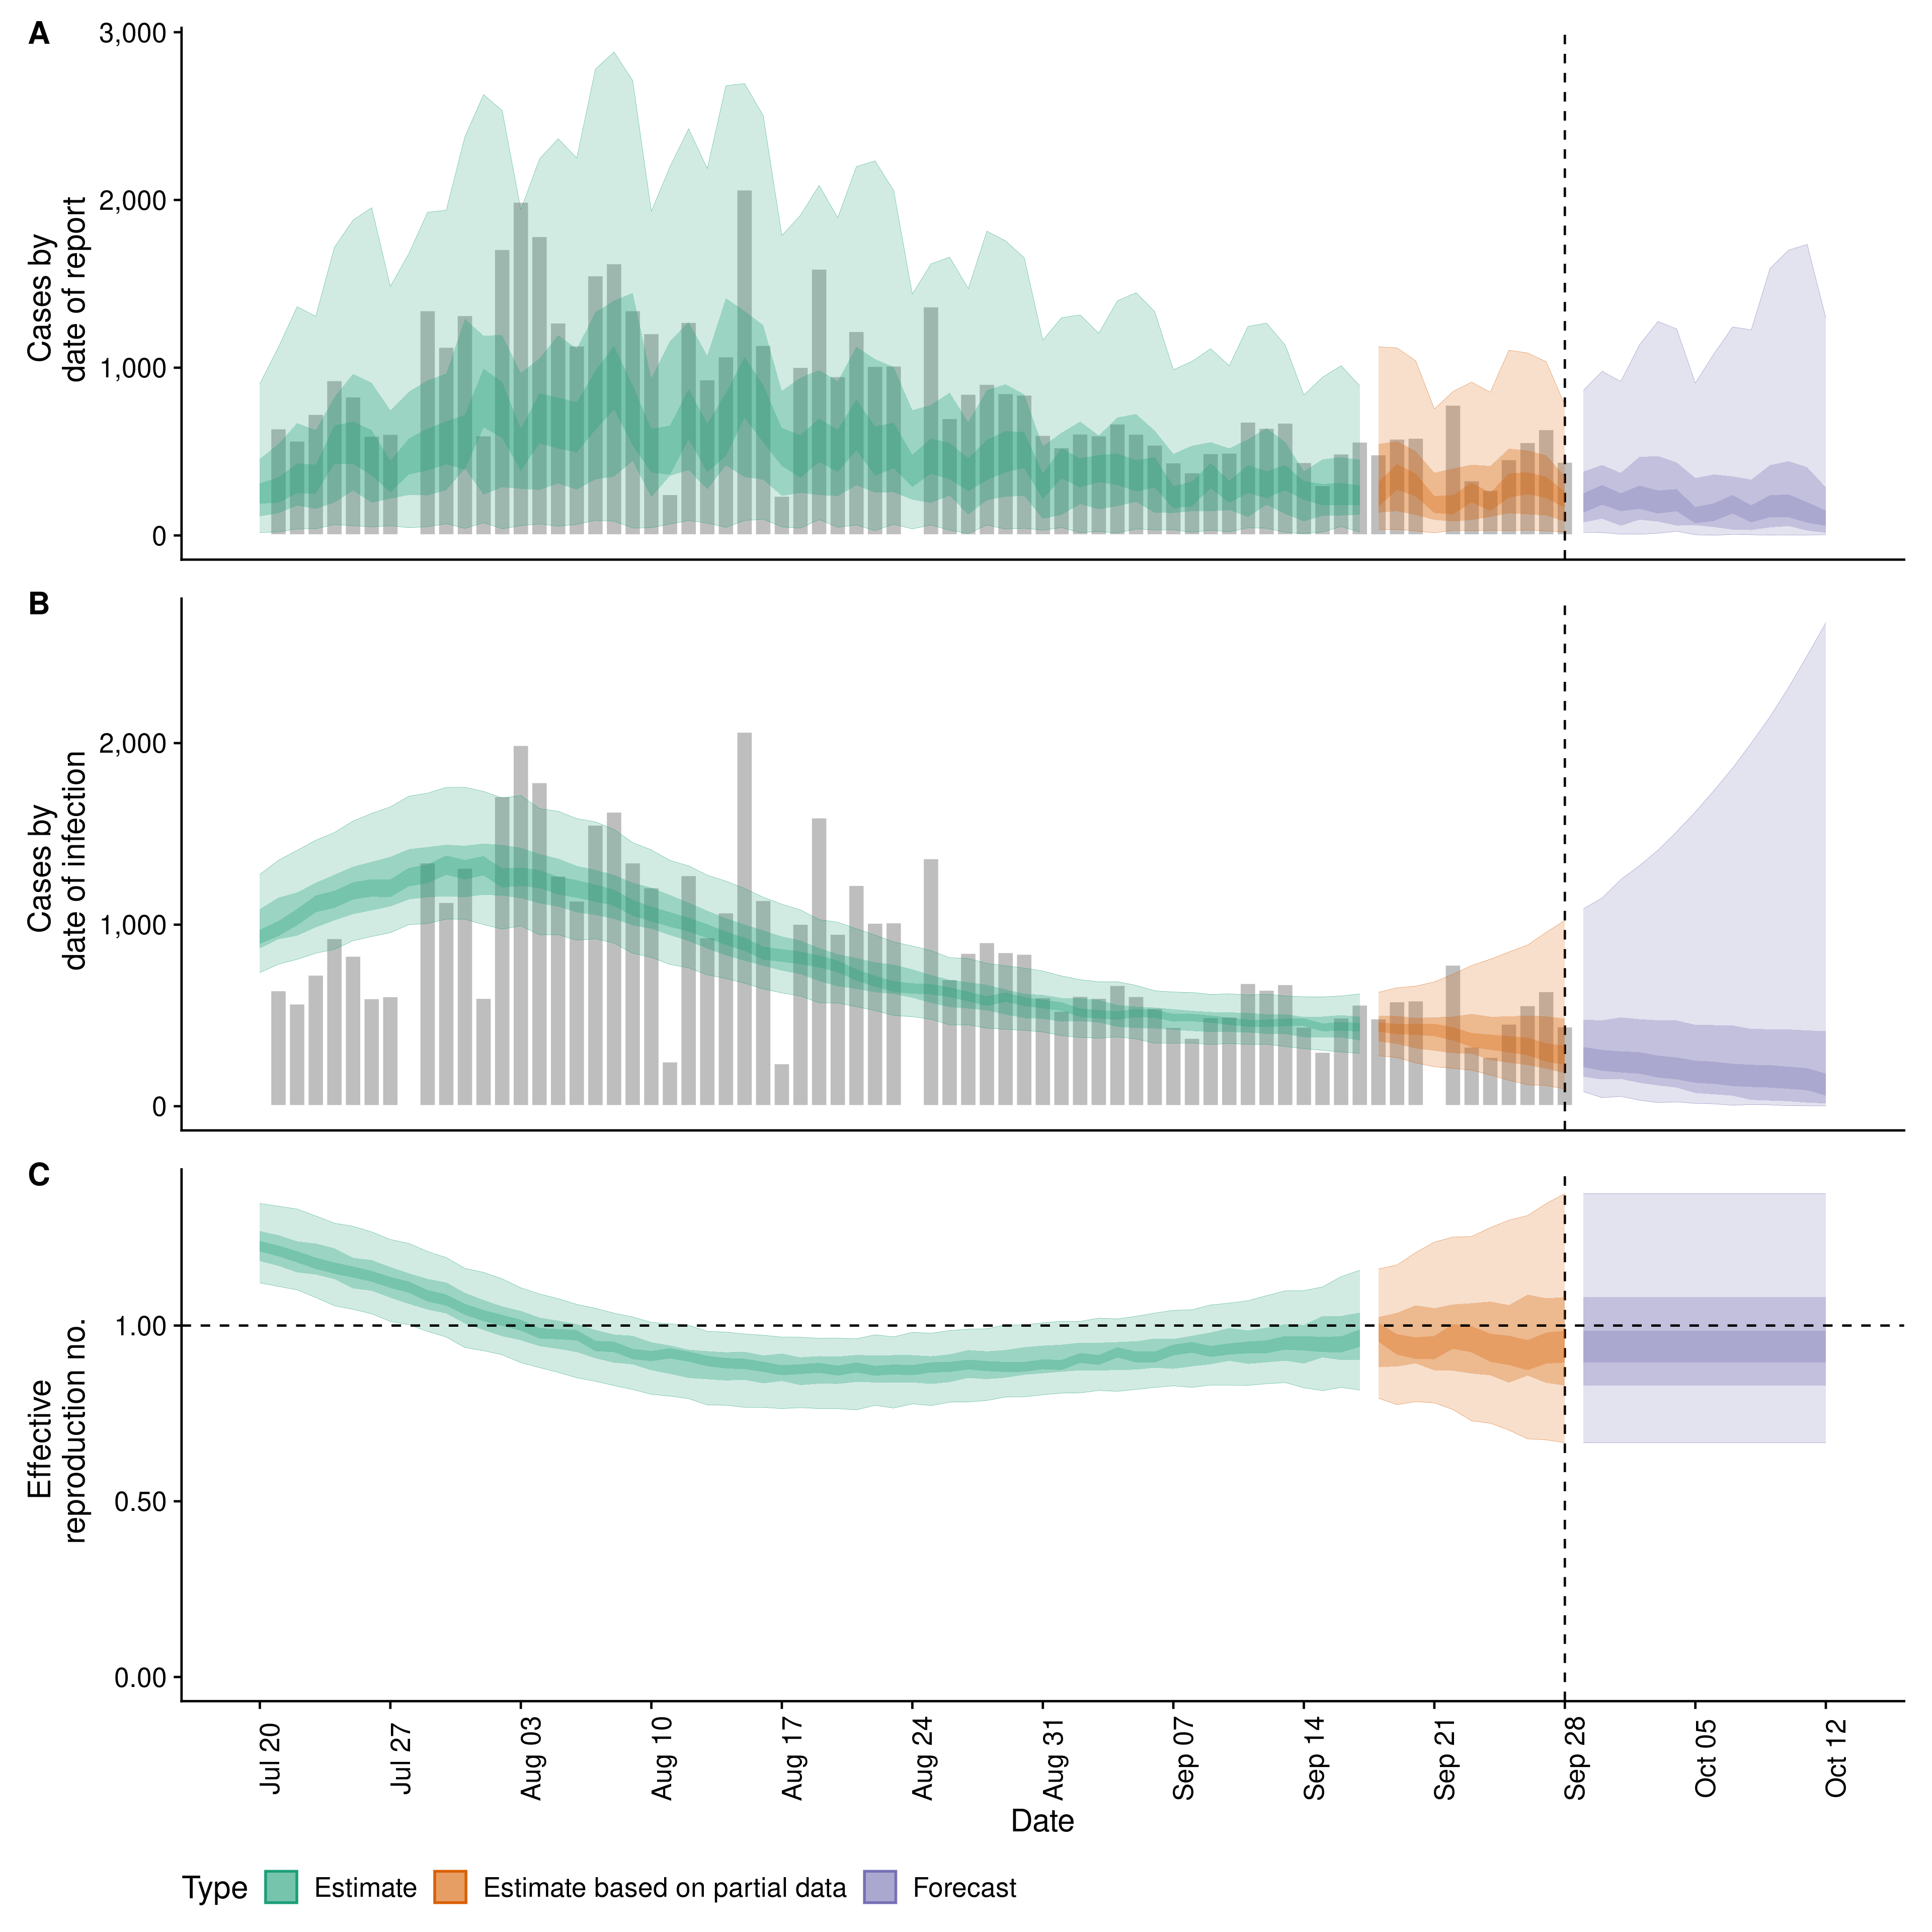 A
3,000
2,000
1,000
0
Cases by
date of report
B
2,000
1,000
0
Cases by
date of infection
C
1.00
0.50
0.00
Effective
reproduction no.
Jul 20
Jul 27
Aug 03
Aug 10
Aug 17
Aug 24
Aug 31
Sep 07
Sep 14
Sep 21
Sep 28
Oct 05
Oct 12
Date
Type Estimate Estimate based on partial data Forecast